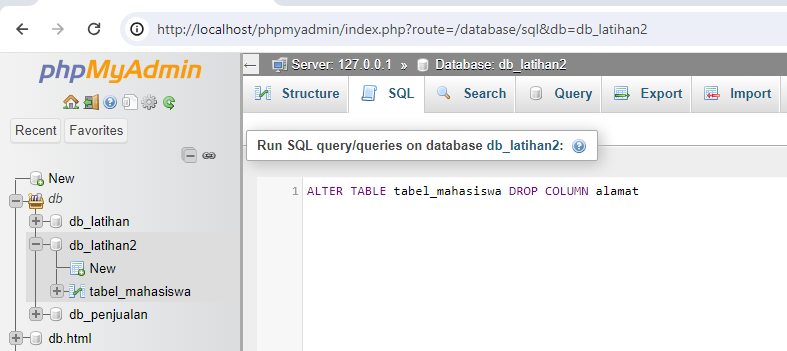 http://localhost/phpmyadmin/index.php?route=/database/sql&db=db_latihan2
phpMyAdmin
Server: 127.0.0.1 » Database: db_latihan2
Structure SQL Search Query Export Import
Recent Favorites
Run SQL query/queries on database db_latihan2:
New
db
db_latihan
db_latihan2
New
tabel_mahasiswa
db_penjualan
db.html
1 ALTER TABLE tabel_mahasiswa DROP COLUMN alamat